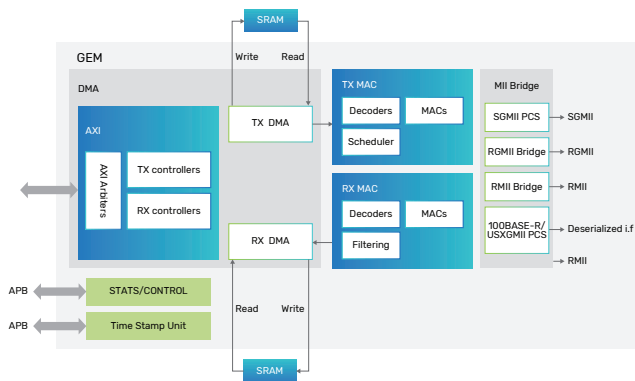 SRAM
Write
Read
GEM
DMA
AXI
AXI Arbiters
TX controllers
RX controllers
TX DMA
RX DMA
TX MAC
Decoders
MACs
Scheduler
RX MAC
Decoders
MACs
Filtering
MII Bridge
SGMII PCS
SGMII
RGMII Bridge
RGMII
RMII Bridge
RMII
100BASE-R/
USXGMII PCS
Deserialized i.f
RMII
APB
STATS/CONTROL
APB
Time Stamp Unit
Read
Write
SRAM